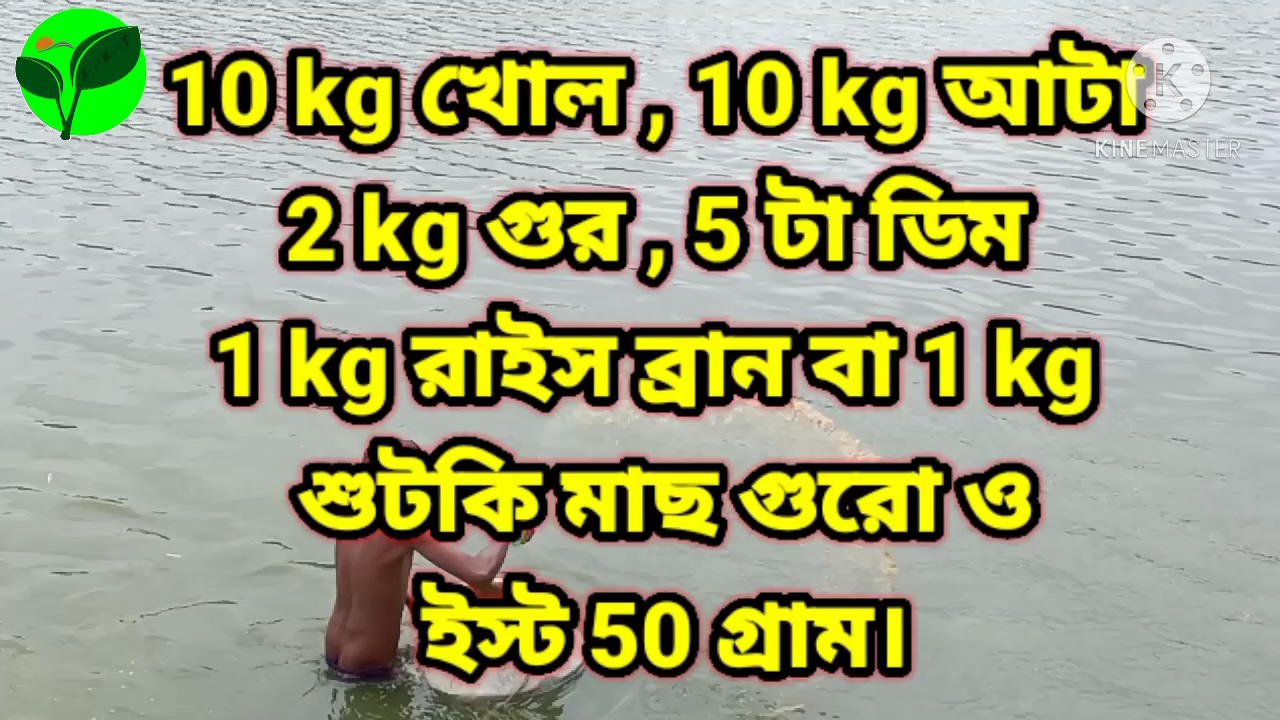 10 kg খোল , 10 kg আটা
KINEMASTER
2 kg গুর , 5 টা ডিম
1 kg রাইস ব্রান বা 1 kg
শুটকি মাছ গুরো ও
ইস্ট 50 গ্রাম।